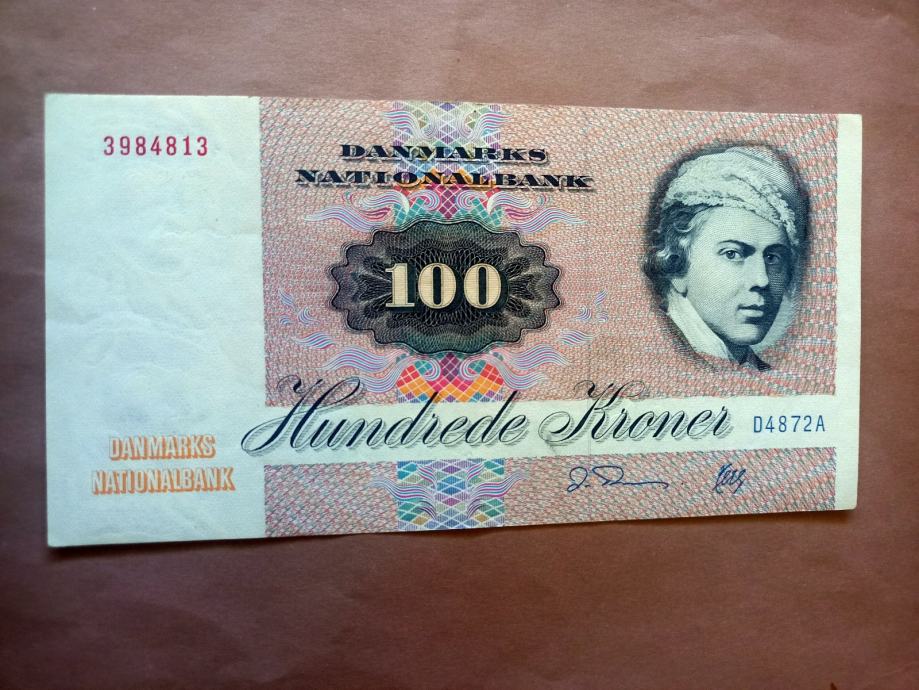 3984813
DANMARKS
NATIONALBANK
100
Hundrede Kroner
D4872A
DANMARKS
NATIONALBANK